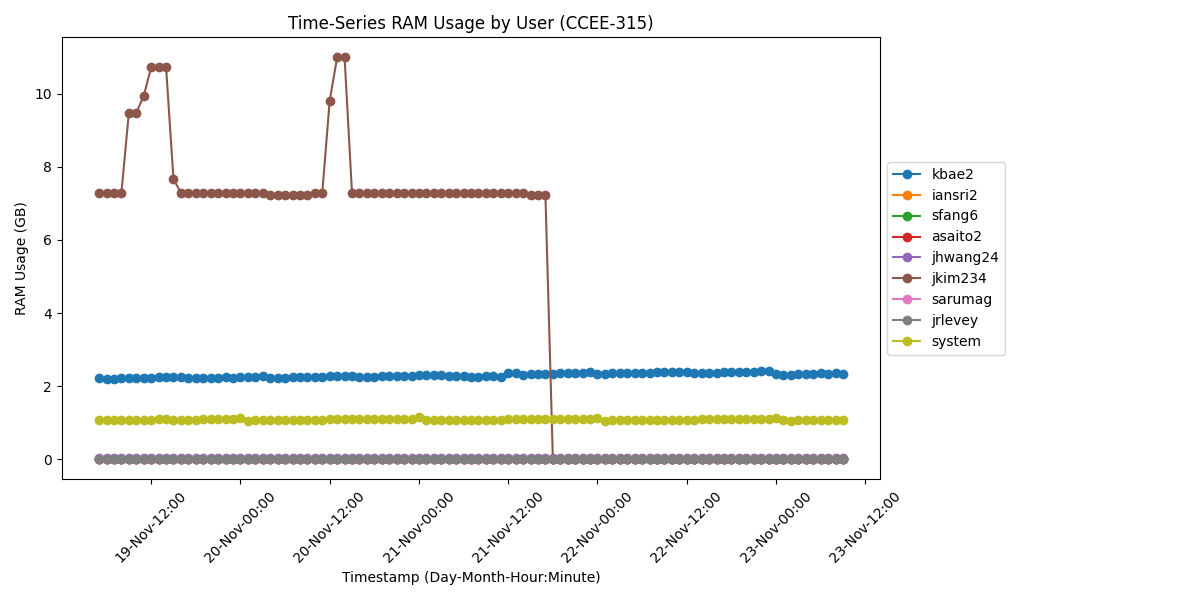 Time-Series RAM Usage by User (CCEE-315)
RAM Usage (GB)
10
8
6
4
2
0
19-Nov-12:00
20-Nov-00:00
20-Nov-12:00
21-Nov-00:00
21-Nov-12:00
22-Nov-00:00
22-Nov-12:00
23-Nov-00:00
23-Nov-12:00
Timestamp (Day-Month-Hour:Minute)
kbae2
iansri2
sfang6
asaito2
jhwang24
jkim234
sarumag
jrlevey
system